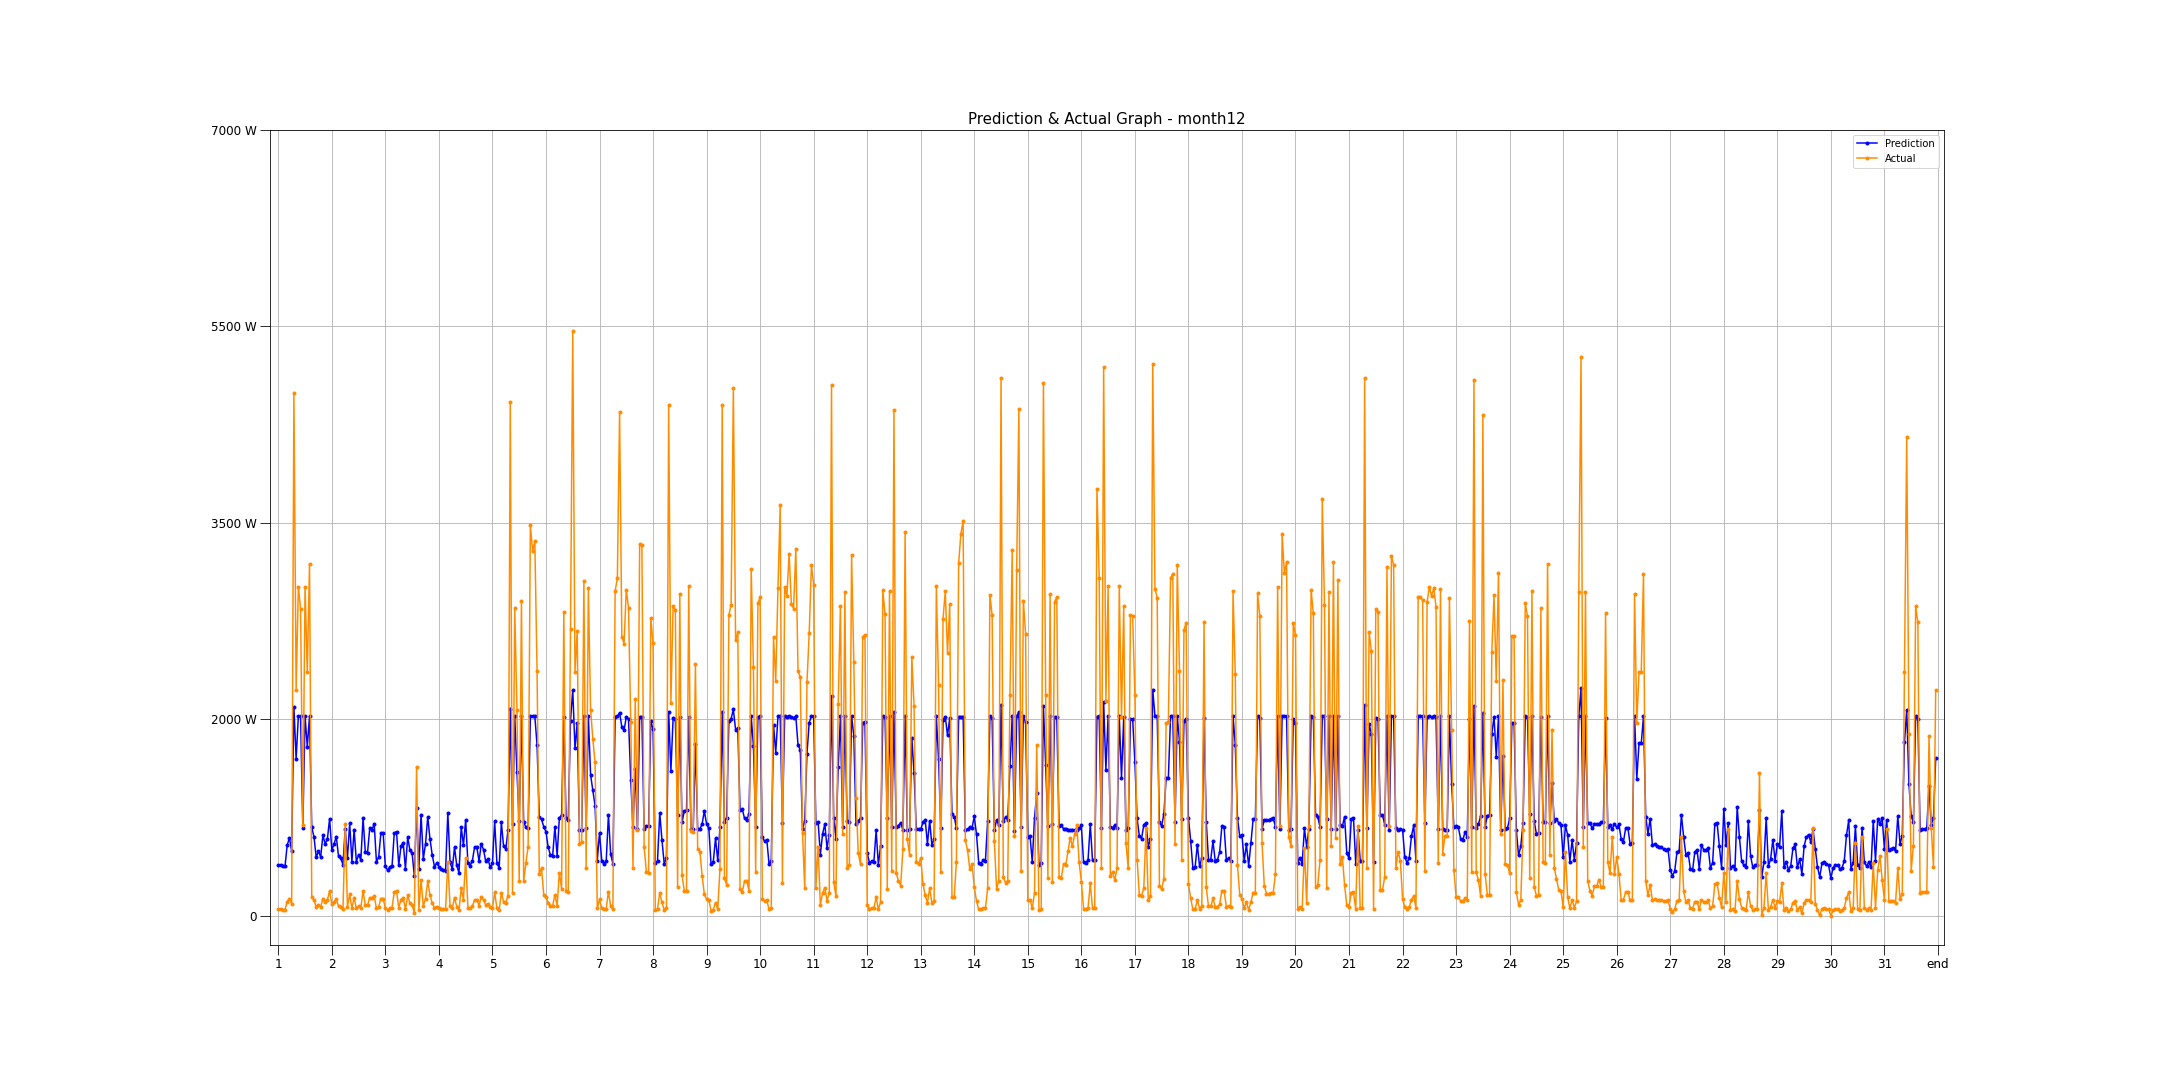 Prediction & Actual Graph - month12
7000 W
5500 W
3500 W
2000 W
0
Prediction
Actual
1 2 3 4 5 6 7 8 9 10 11 12 13 14 15 16 17 18 19 20 21 22 23 24 25 26 27 28 29 30 31 end